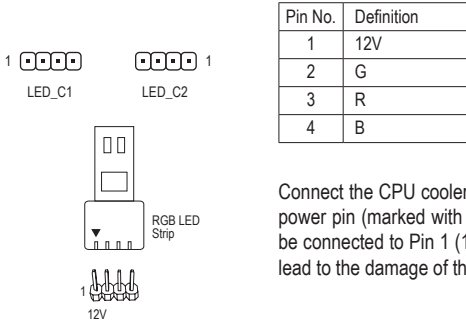 1
1
LED_C1
LED_C2
RGB LED
Strip
1
12V
Pin No. Definition
1 12V
2 G
3 R
4 B
Connect the CPU cooler
power pin (marked with
be connected to Pin 1 (1
lead to the damage of th